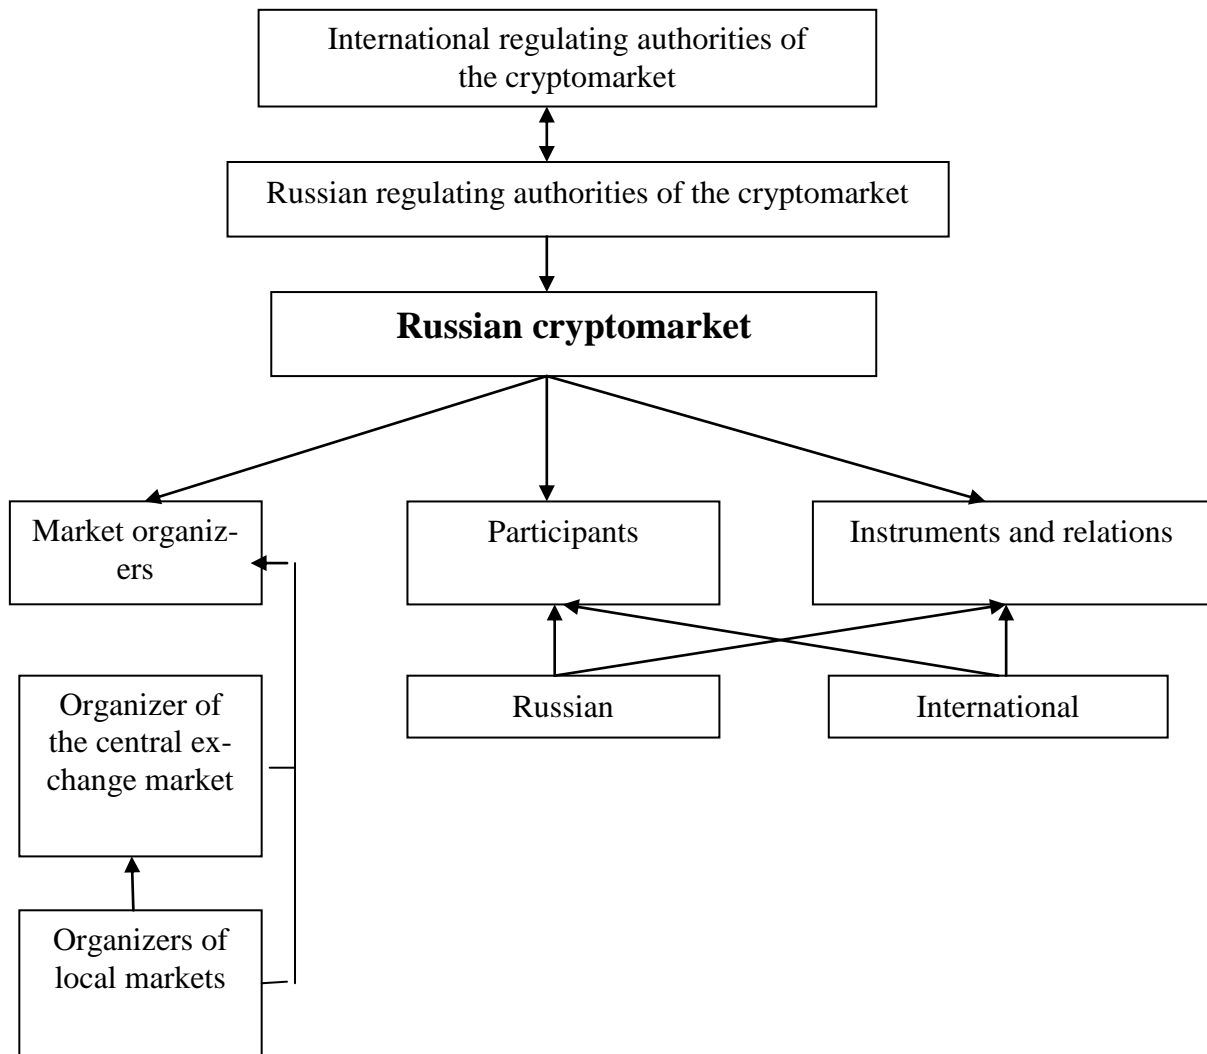 International regulating authorities of
the cryptomarket
Russian regulating authorities of the cryptomarket
Russian cryptomarket
Market organiz-
ers
Participants
Instruments and relations
Organizer of
the central ex-
change market
Russian
International
Organizers of
local markets